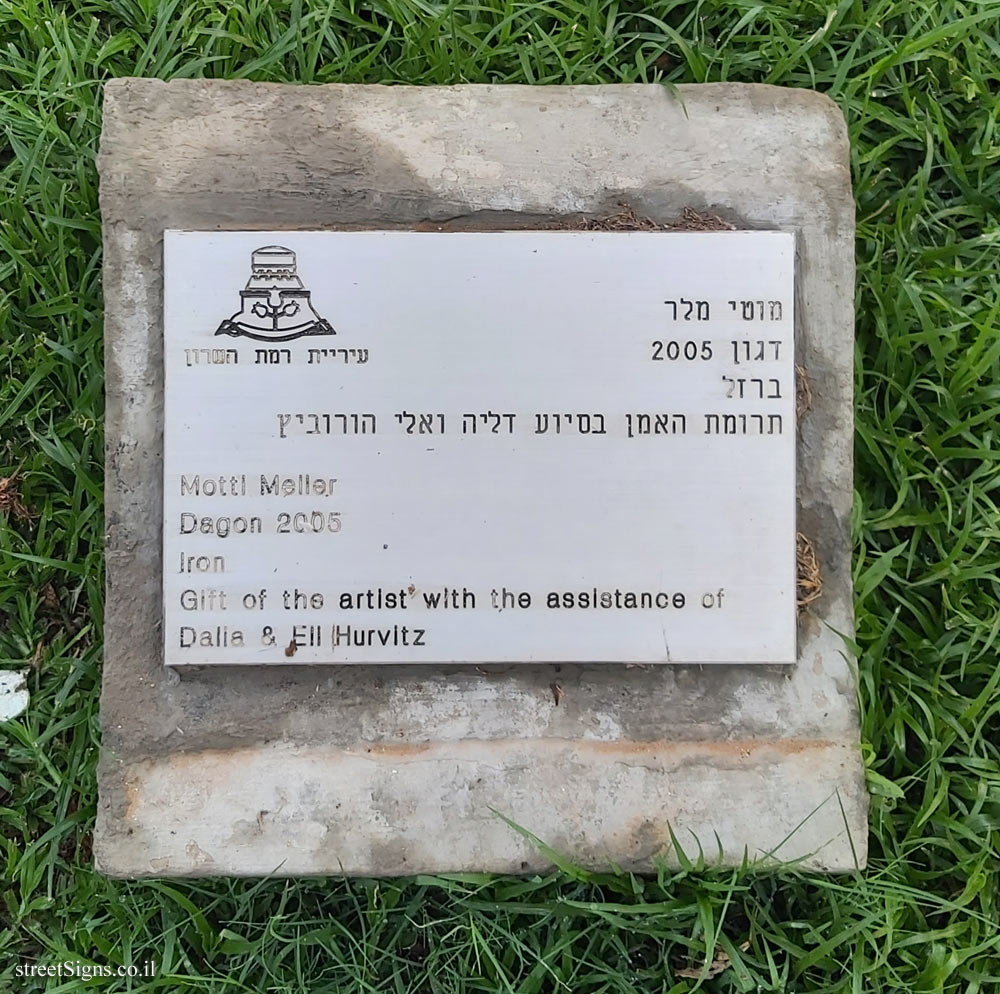 עיריית רמת השרון
מוטי מלר
דגון 2005
ברזל
תרומת האמן בסיוע דליה ואלי הורוביץ
Motti Meller
Dagon 2005
Iron
Gift of the artist with the assistance of
Dalia & Eli Hurvitz
streetSigns.co.il